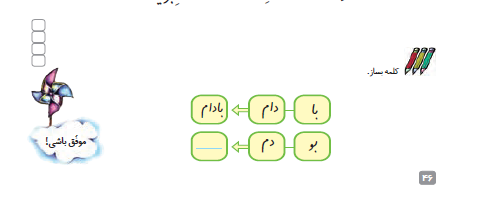 کلمه بساز.
با دام بادام
بو دم
موفّق باشی!
۴۶